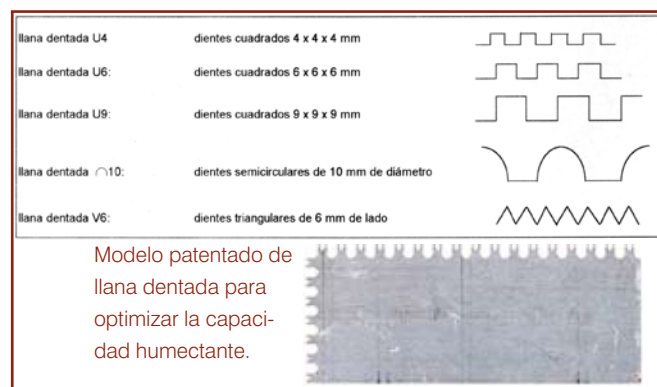 llana dentada U4 dientes cuadrados 4 x 4 x 4 mm
llana dentada U6: dientes cuadrados 6 x 6 x 6 mm
llana dentada U9: dientes cuadrados 9 x 9 x 9 mm
llana dentada ∩10: dientes semicirculares de 10 mm de diámetro
llana dentada V6: dientes triangulares de 6 mm de lado
Modelo patentado de
llana dentada para
optimizar la capaci-
dad humectante.